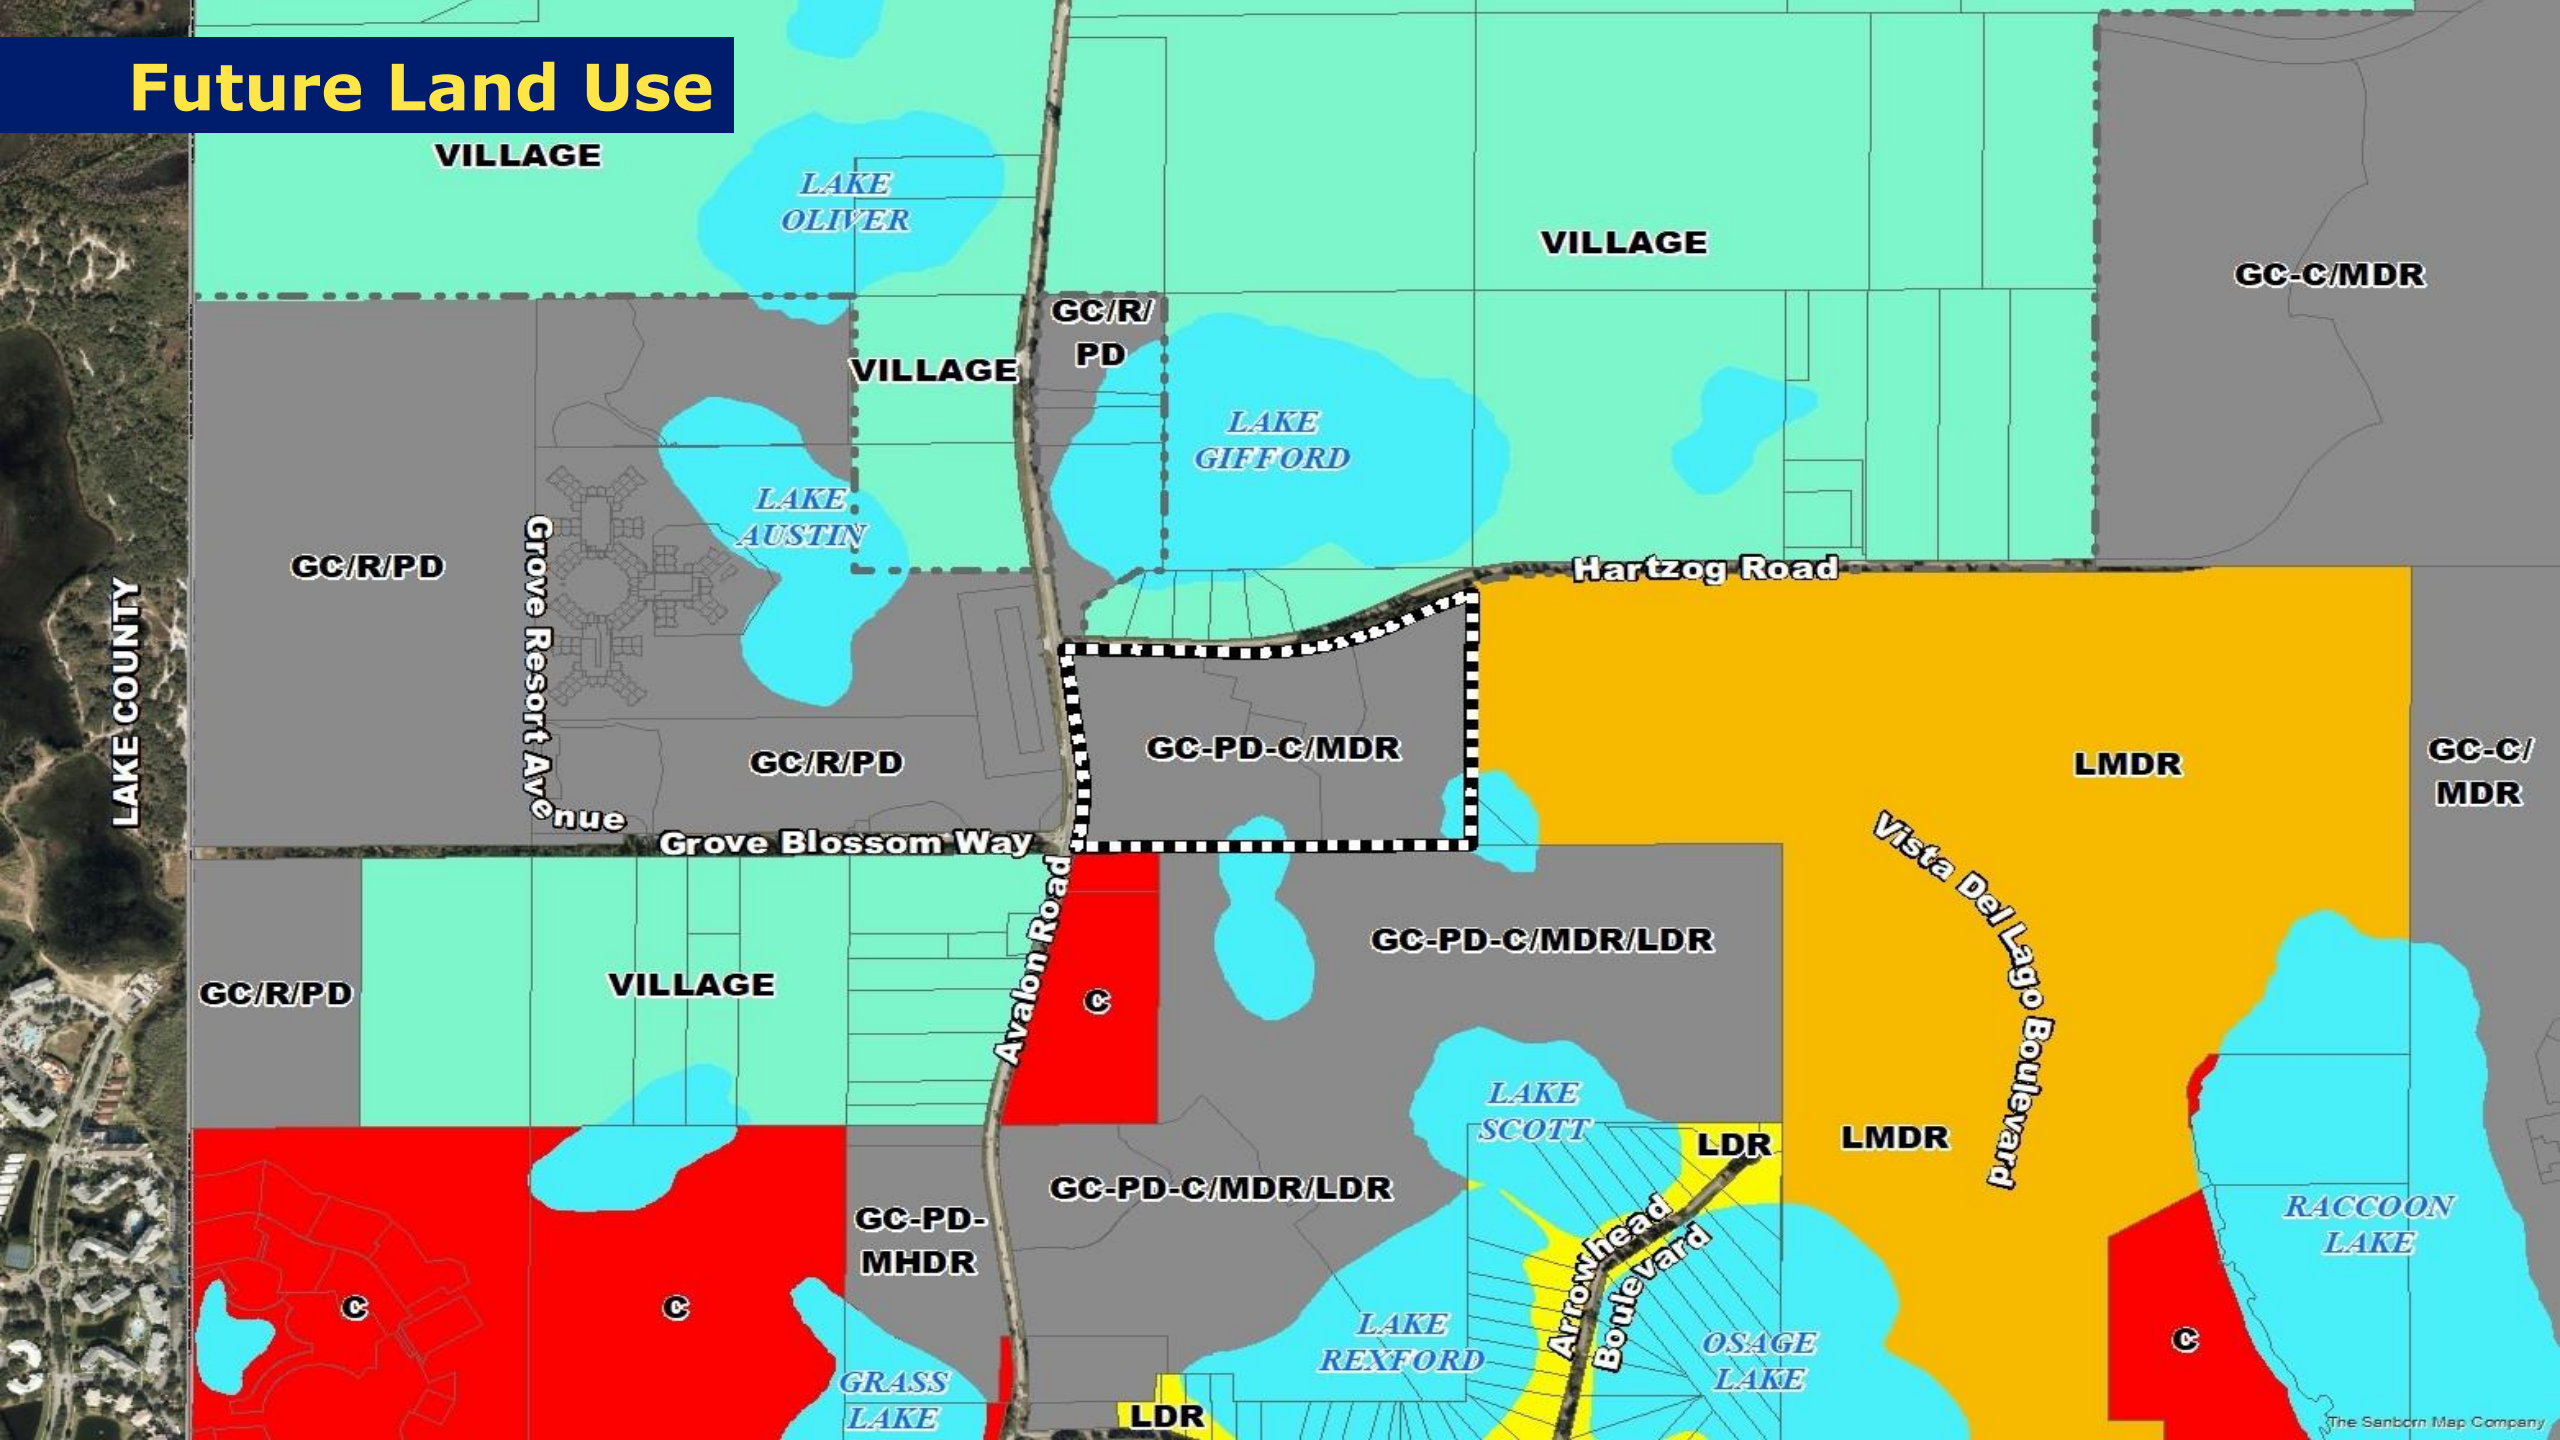 Future Land Use
VILLAGE
LAKE
OLIVER
VILLAGE
GC-C/MDR
GC/R/
PD
VILLAGE
LAKE
GIFFORD
LAKE
AUSTIN
GC/R/PD
Grove Resort Avenue
Hartzog Road
LAKE COUNTY
GC/R/PD
GC-PD-C/MDR
LMDR
GC-C/
MDR
Grove Blossom Way
Vista Del Lago Boulevard
Avalon Road
GC/R/PD
VILLAGE
C
GC-PD-C/MDR/LDR
LAKE
SCOTT
LDR
LMDR
GC-PD-C/MDR/LDR
GC-PD-
MHDR
RACCOON
LAKE
Arrowhead
Boulevard
C
C
LAKE
REXFORD
OSAGE
LAKE
C
GRASS
LAKE
LDR
The Sanborn Map Company